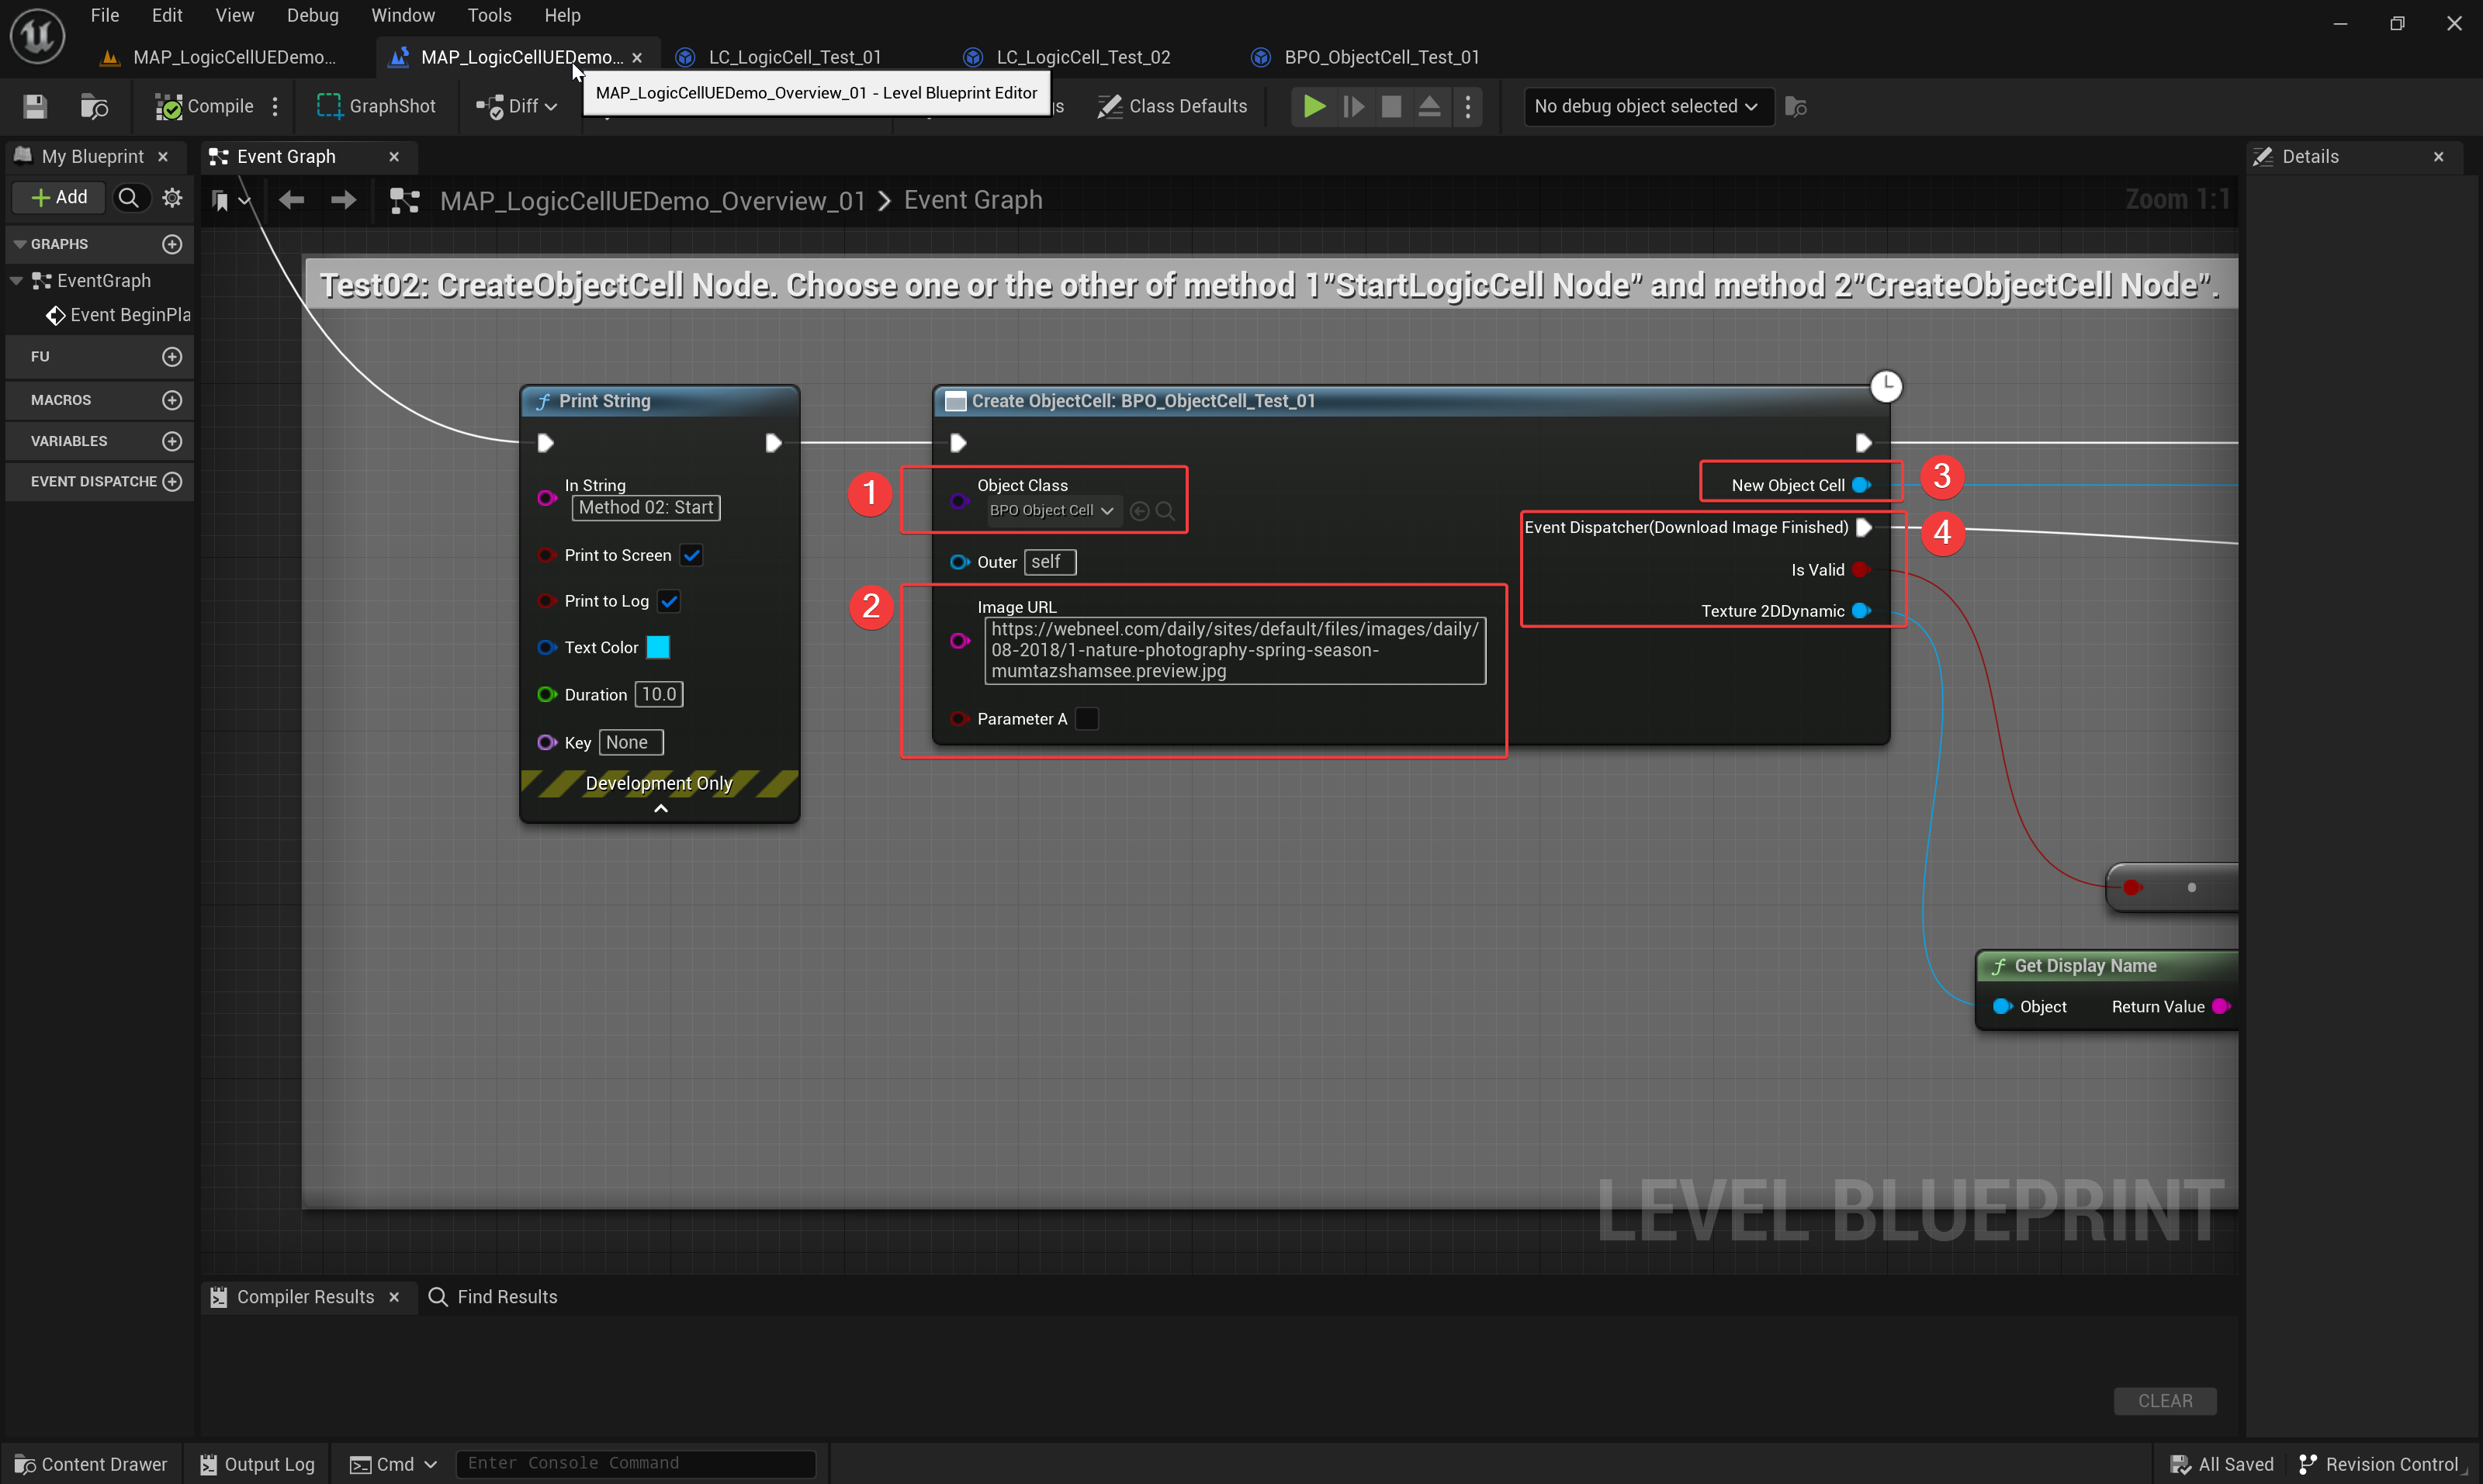 File Edit View Debug Window Tools Help
MAP_LogicCellUEDemo... MAP_LogicCellUEDemo... LC_LogicCell_Test_01 LC_LogicCell_Test_02 BPO_ObjectCell_Test_01
MAP_LogicCellUEDemo_Overview_01 - Level Blueprint Editor
Compile GraphShot Diff Class Defaults No debug object selected
My Blueprint Event Graph Details
Add
MAP_LogicCellUEDemo_Overview_01 > Event Graph
Zoom 1:1
GRAPHS
EventGraph
Event BeginPla
FU
MACROS
VARIABLES
EVENT DISPATCHE
Test02: CreateObjectCell Node. Choose one or the other of method 1"StartLogicCell Node" and method 2"CreateObjectCell Node".
Print String
In String
Method 02: Start
Print to Screen
Print to Log
Text Color
Duration 10.0
Key None
Development Only
Create ObjectCell: BPO_ObjectCell_Test_01
1
Object Class
BPO Object Cell
Outer self
2
Image URL
https://webneel.com/daily/sites/default/files/images/daily/
08-2018/1-nature-photography-spring-season-
mumtazshamsee.preview.jpg
Parameter A
New Object Cell
3
Event Dispatcher(Download Image Finished)
4
Is Valid
Texture 2DDynamic
Get Display Name
Object Return Value
LEVEL BLUEPRINT
Compiler Results Find Results
CLEAR
Content Drawer Output Log Cmd Enter Console Command All Saved Revision Control